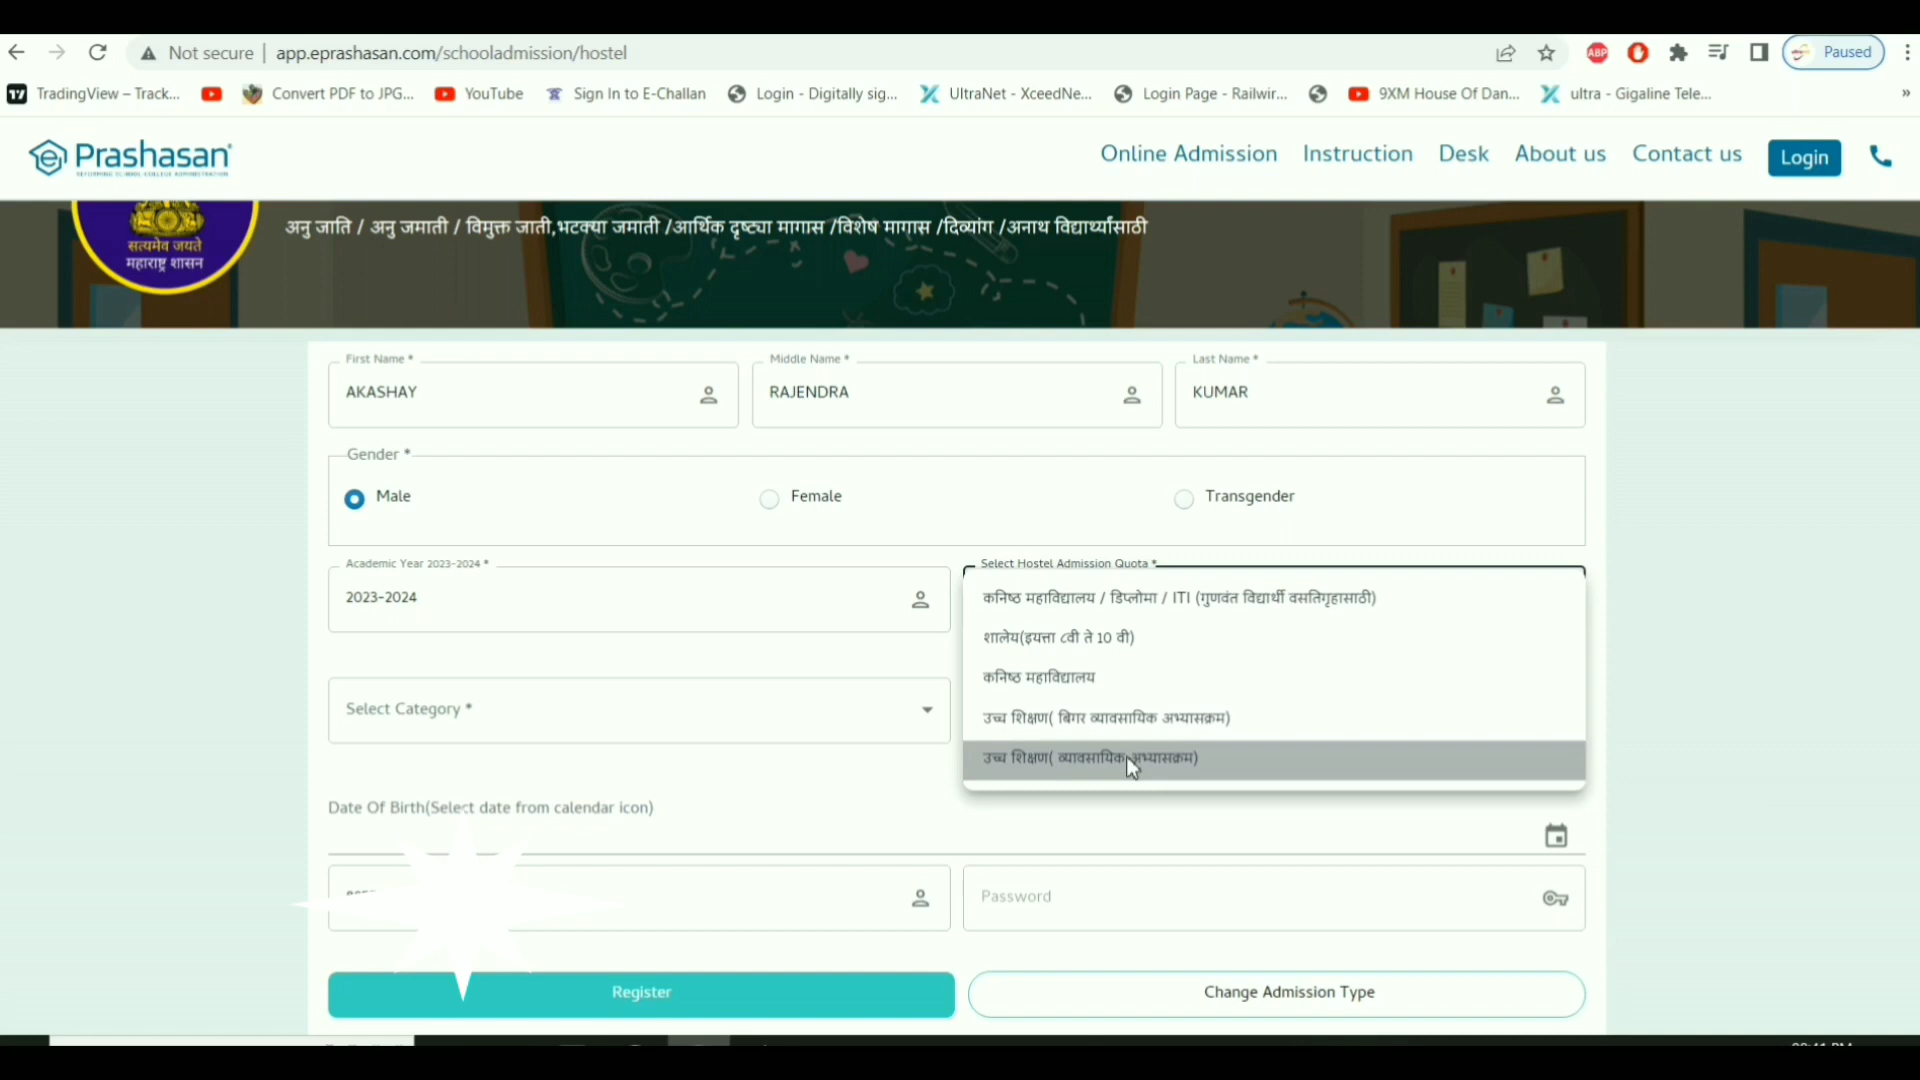 Not secure | app.eprashasan.com/schooladmission/hostel
Paused
TradingView – Track...
Convert PDF to JPG...
YouTube
Sign In to E-Challan
Login - Digitally sig...
UltraNet - XceedNe...
Login Page - Railwir...
9XM House Of Dan...
ultra - Gigaline Tele...
»
ABP
Prashasan
Online Admission
Instruction
Desk
About us
Contact us
Login
सत्यमेव जयते
महाराष्ट्र शासन
अनु जाति / अनु जमाती / विमुक्त जाती,भटक्या जमाती /आर्थिक दृष्ट्या मागास /विशेष मागास /दिव्यांग /अनाथ विद्यार्थ्यांसाठी
First Name *
AKASHAY
Middle Name *
RAJENDRA
Last Name *
KUMAR
Gender *
Male
Female
Transgender
Academic Year 2023-2024 *
2023-2024
Select Hostel Admission Quota *
कनिष्ठ महाविद्यालय / डिप्लोमा / ITI (गुणवंत विद्यार्थी वसतिगृहासाठी)
शालेय(इयत्ता ८वी ते 10 वी)
कनिष्ठ महाविद्यालय
उच्च शिक्षण( बिगर व्यावसायिक अभ्यासक्रम)
उच्च शिक्षण( व्यावसायिक अभ्यासक्रम)
Select Category *
Date Of Birth(Select date from calendar icon)
Password
Register
Change Admission Type